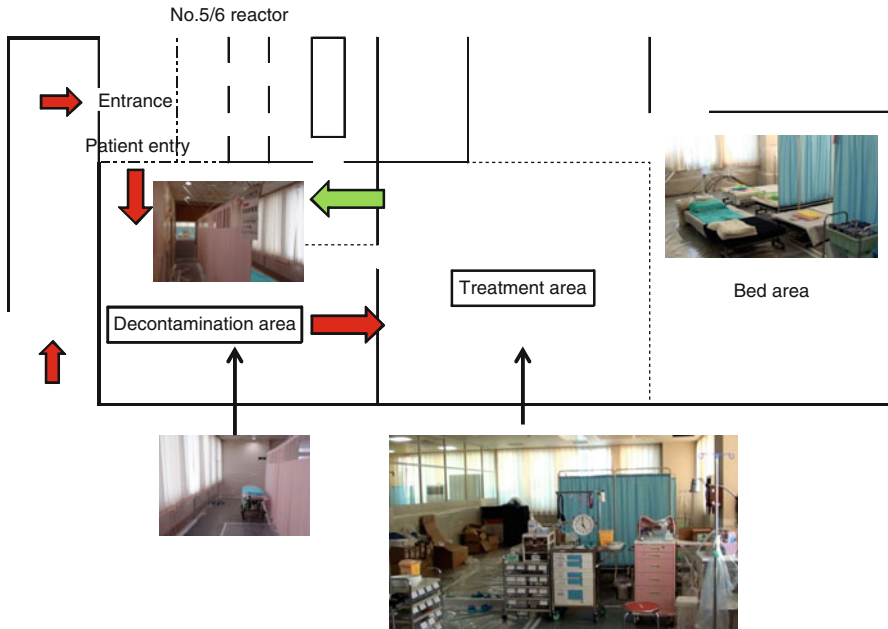 No.5/6 reactor
Entrance
Patient entry
Treatment area
Bed area
Decontamination area